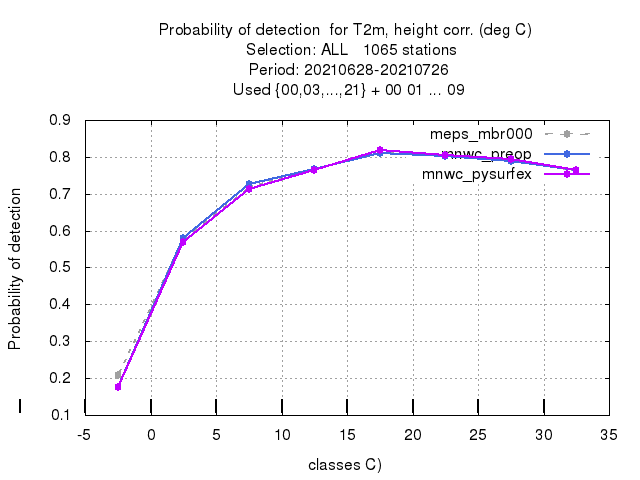 Probability of detection  for T2m, height corr. (deg C)
Selection: ALL   1065 stations
Period: 20210628-20210726
Used {00,03,...,21} + 00 01 ... 09
meps_mbr000
mnwc_preop
mnwc_pysurfex
Probability of detection
0.9
0.8
0.7
0.6
0.5
0.4
0.3
0.2
0.1
-5 0 5 10 15 20 25 30 35
classes C)